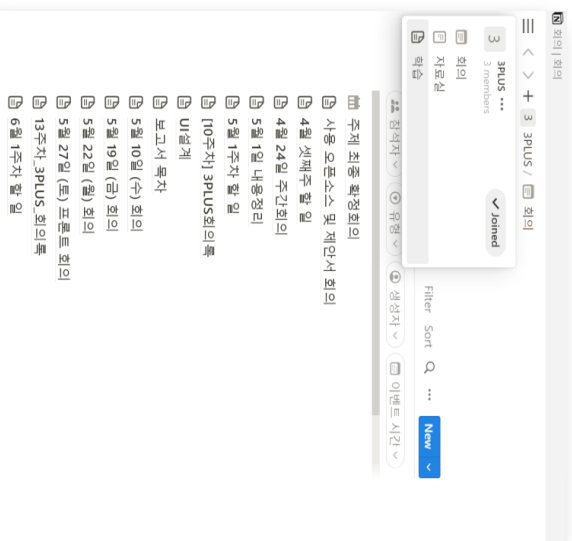 회의 | 회의
3 3PLUS / 회의
3 3PLUS ...
3 members
Joined
회의
자료실
학습
Filter Sort ... New
참석자 유형 생성자 이벤트 시간
주제 최종 확정회의
사용 오픈소스 및 제안서 회의
4월 셋째주 할 일
4월 24일 주간회의
5월 1일 내용정리
5월 1주차 할 일
[10주차] 3PLUS회의록
UI설계
보고서 목차
5월 10일 (수) 회의
5월 19일 (금) 회의
5월 22일 (월) 회의
5월 27일 (토) 프론트 회의
13주차_3PLUS_회의록
6월 1주차 할 일